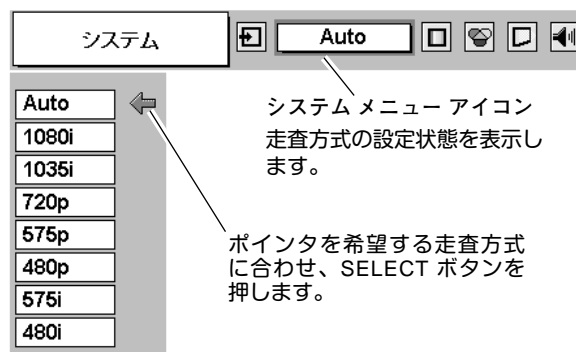 システム
Auto
システム メニュー アイコン
走査方式の設定状態を表示し
ます。
Auto
1080i
1035i
720p
575p
480p
575i
480i
ポインタを希望する走査方式
に合わせ、SELECT ボタンを
押します。